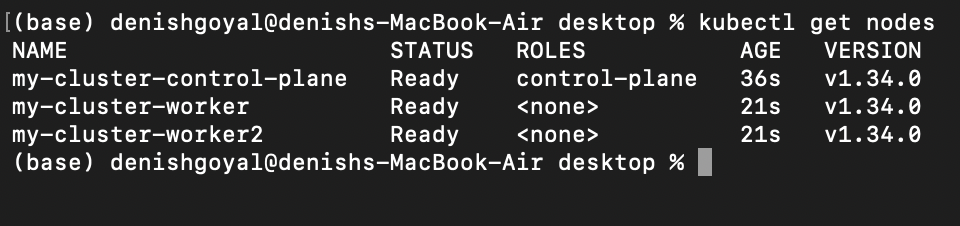 [(base) denishgoyal@denishs-MacBook-Air desktop % kubectl get nodes
NAME STATUS ROLES AGE VERSION
my-cluster-control-plane Ready control-plane 36s v1.34.0
my-cluster-worker Ready <none> 21s v1.34.0
my-cluster-worker2 Ready <none> 21s v1.34.0
(base) denishgoyal@denishs-MacBook-Air desktop %